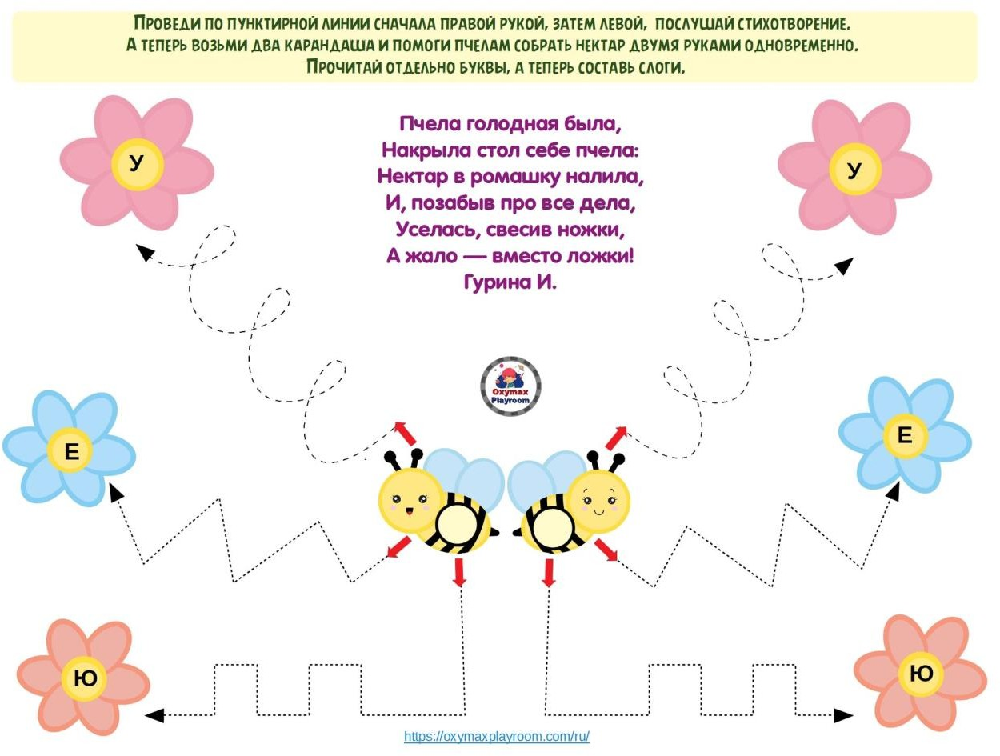 Проведи по пунктирной линии сначала правой рукой, затем левой, послушай стихотворение.
А теперь возьми два карандаша и помоги пчелам собрать нектар двумя руками одновременно.
Прочитай отдельно буквы, а теперь составь слоги.
Пчела голодная была,
Накрыла стол себе пчела:
Нектар в ромашку налила,
И, позабыв про все дела,
Уселась, свесив ножки,
А жало — вместо ложки!
Гурина И.
У
У
Oxymax
Playroom
Е
Е
Ю
Ю
https://oxymaxplayroom.com/ru/